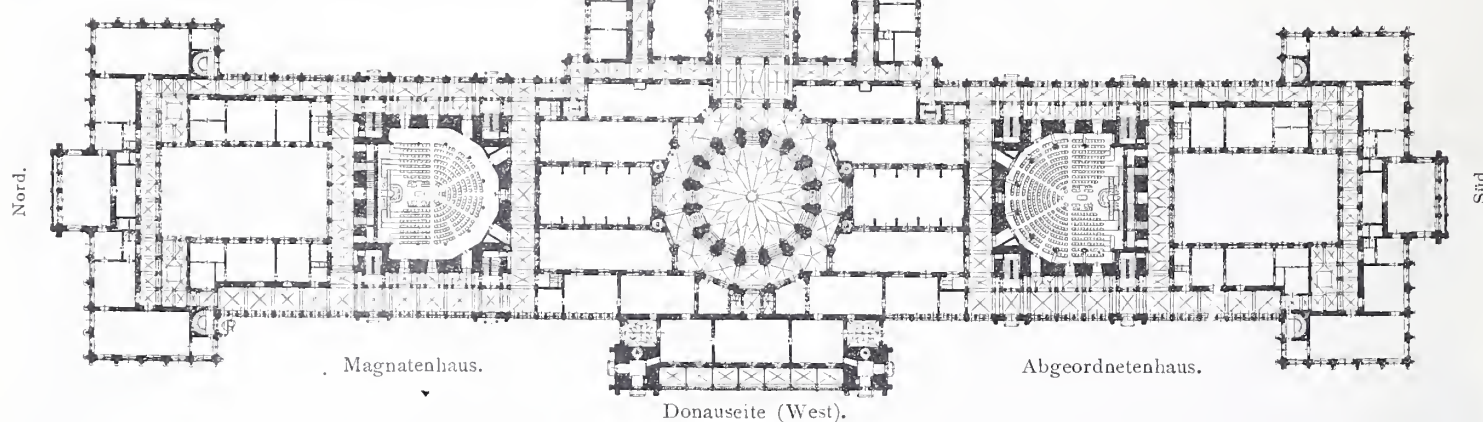 Nord.
Süd
Magnatenhaus.
Abgeordnetenhaus.
Donauseite (West).